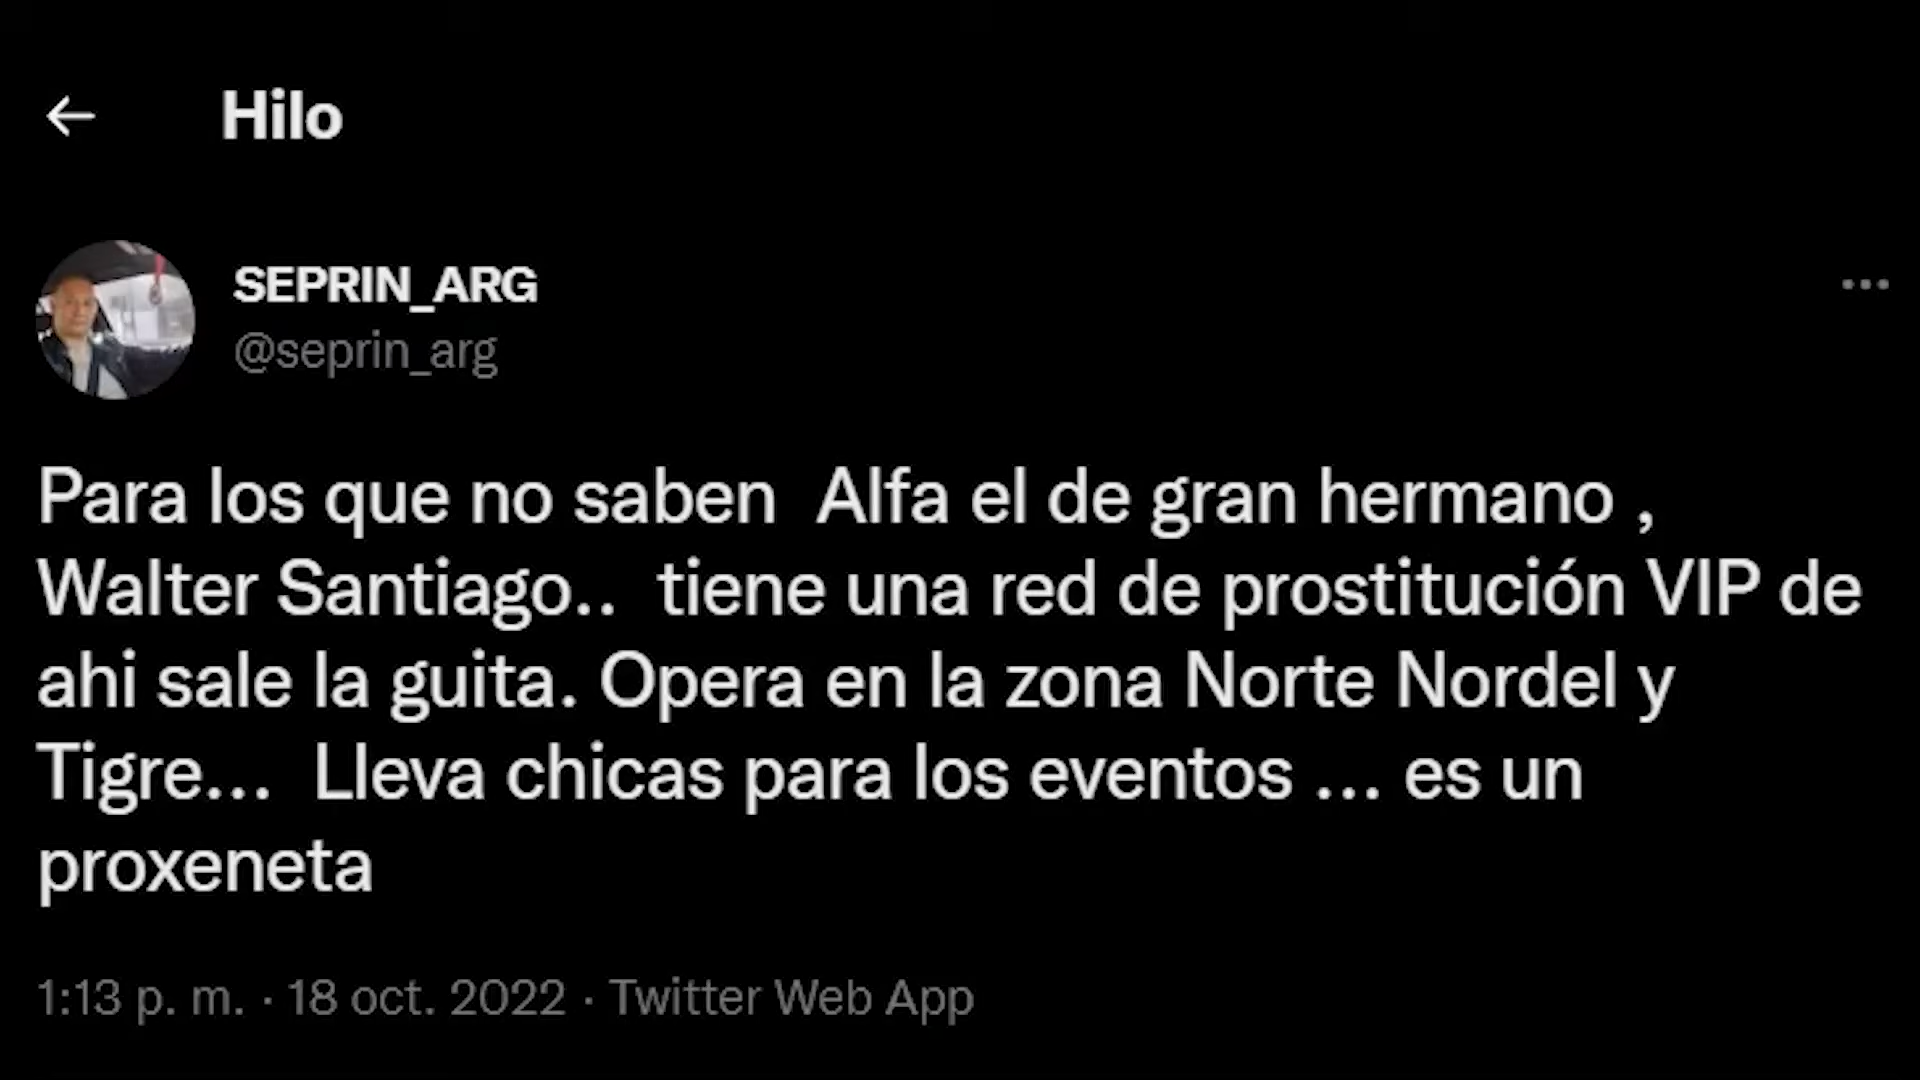 Hilo
SEPRIN_ARG
@seprin_arg
Para los que no saben  Alfa el de gran hermano ,
Walter Santiago..  tiene una red de prostitución VIP de
ahi sale la guita. Opera en la zona Norte Nordel y
Tigre...  Lleva chicas para los eventos ... es un
proxeneta
1:13 p. m. · 18 oct. 2022 · Twitter Web App